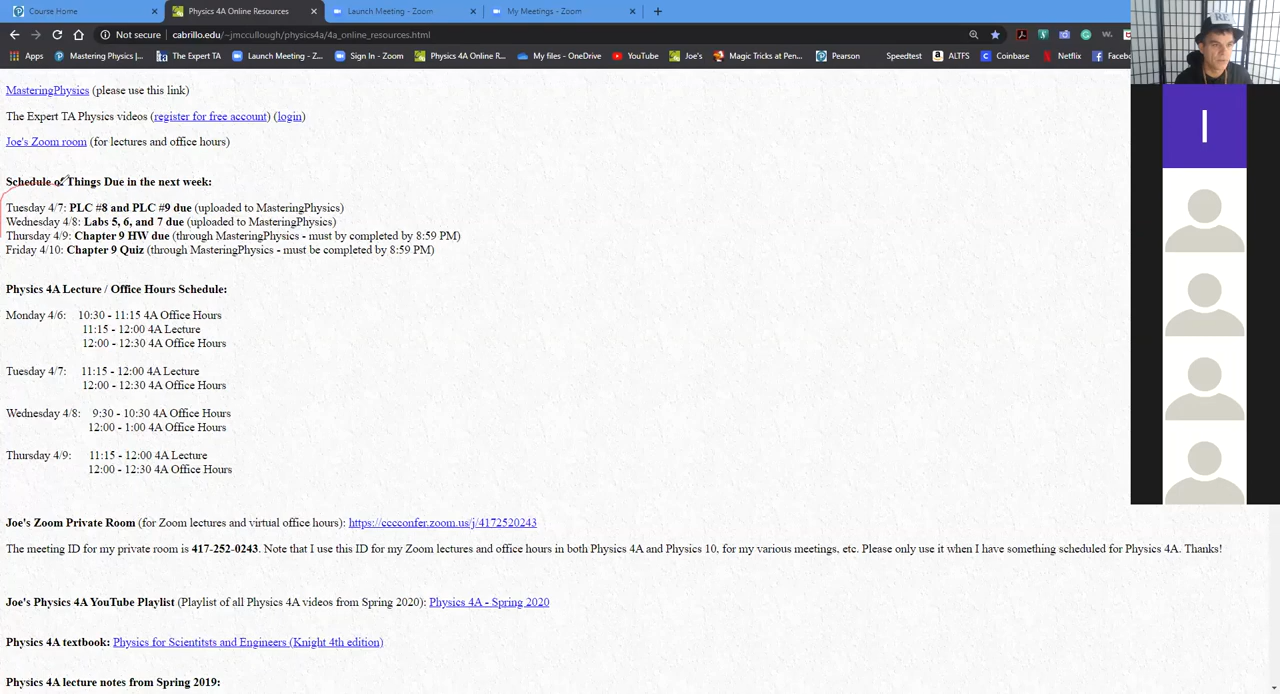 Course Home
Physics 4A Online Resources
Launch Meeting - Zoom
My Meetings - Zoom
Not secure | cabrillo.edu/~jmccullough/physics4a/4a_online_resources.html
Apps
Mastering Physics |...
The Expert TA
Launch Meeting - Z...
Sign In - Zoom
Physics 4A Online R...
My files - OneDrive
YouTube
Joe's
Magic Tricks at Pen...
Pearson
Speedtest
ALTFS
Coinbase
Netflix
Faceb
MasteringPhysics (please use this link)
The Expert TA Physics videos (register for free account) (login)
Joe's Zoom room (for lectures and office hours)
Schedule of Things Due in the next week:
Tuesday 4/7: PLC #8 and PLC #9 due (uploaded to MasteringPhysics)
Wednesday 4/8: Labs 5, 6, and 7 due (uploaded to MasteringPhysics)
Thursday 4/9: Chapter 9 HW due (through MasteringPhysics - must by completed by 8:59 PM)
Friday 4/10: Chapter 9 Quiz (through MasteringPhysics - must be completed by 8:59 PM)
Physics 4A Lecture / Office Hours Schedule:
Monday 4/6: 10:30 - 11:15 4A Office Hours
11:15 - 12:00 4A Lecture
12:00 - 12:30 4A Office Hours
Tuesday 4/7: 11:15 - 12:00 4A Lecture
12:00 - 12:30 4A Office Hours
Wednesday 4/8: 9:30 - 10:30 4A Office Hours
12:00 - 1:00 4A Office Hours
Thursday 4/9: 11:15 - 12:00 4A Lecture
12:00 - 12:30 4A Office Hours
Joe's Zoom Private Room (for Zoom lectures and virtual office hours): https://cccconfer.zoom.us/j/4172520243
The meeting ID for my private room is 417-252-0243. Note that I use this ID for my Zoom lectures and office hours in both Physics 4A and Physics 10, for my various meetings, etc. Please only use it when I have something scheduled for Physics 4A. Thanks!
Joe's Physics 4A YouTube Playlist (Playlist of all Physics 4A videos from Spring 2020): Physics 4A - Spring 2020
Physics 4A textbook: Physics for Scientitsts and Engineers (Knight 4th edition)
Physics 4A lecture notes from Spring 2019:
I